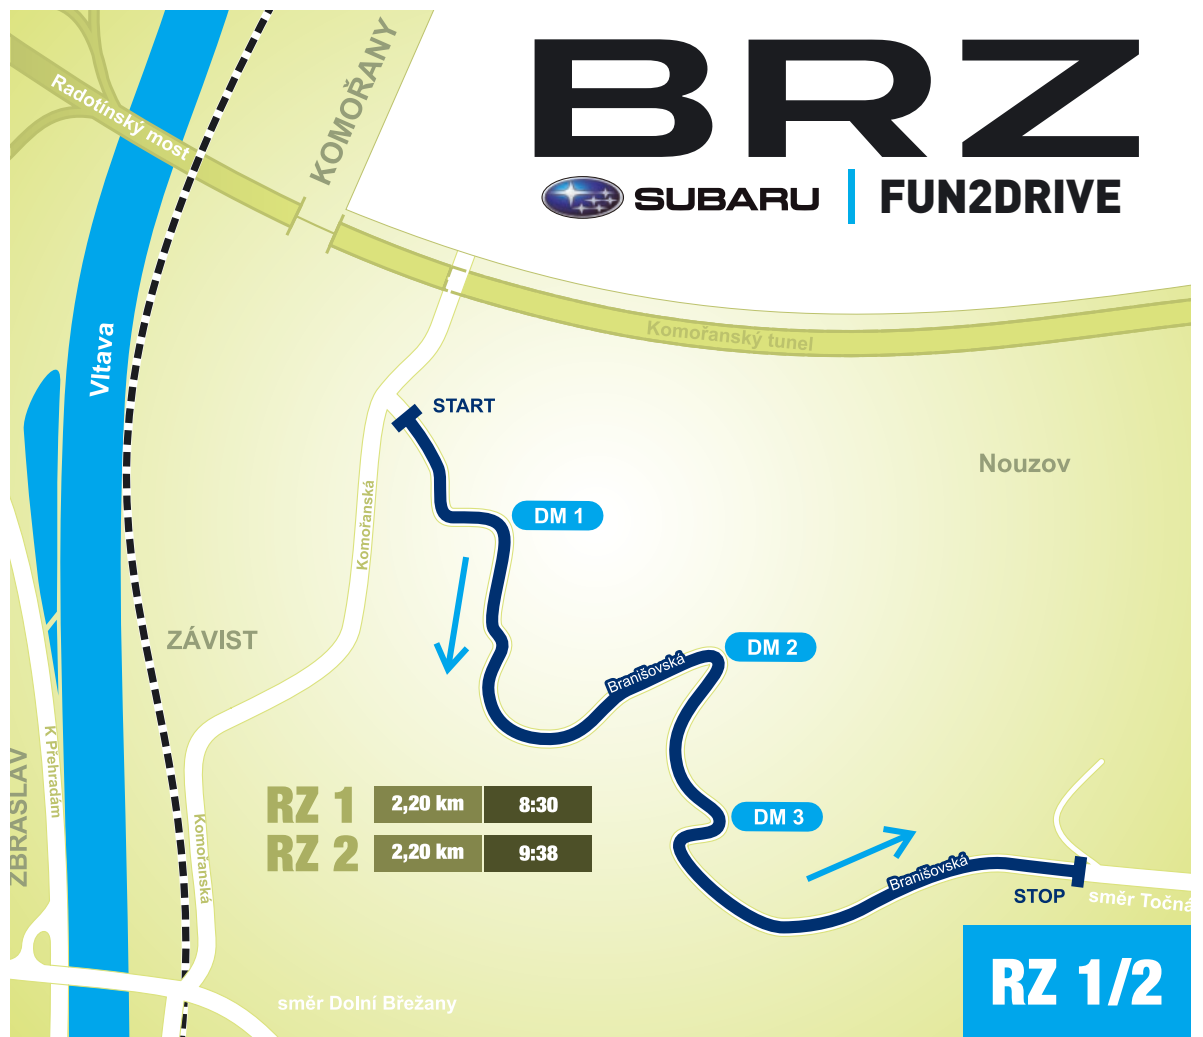 BRZ
SUBARU | FUN2DRIVE
KOMOŘANY
Radotínský most
Vltava
Komořanský tunel
START
Nouzov
Komořanská
DM 1
ZÁVIST
DM 2
Branišovská
K Přehradám
ZBRASLAV
RZ 1 2,20 km 8:30
RZ 2 2,20 km 9:38
Komořanská
DM 3
Branišovská
STOP
směr Točná
směr Dolní Břežany
RZ 1/2